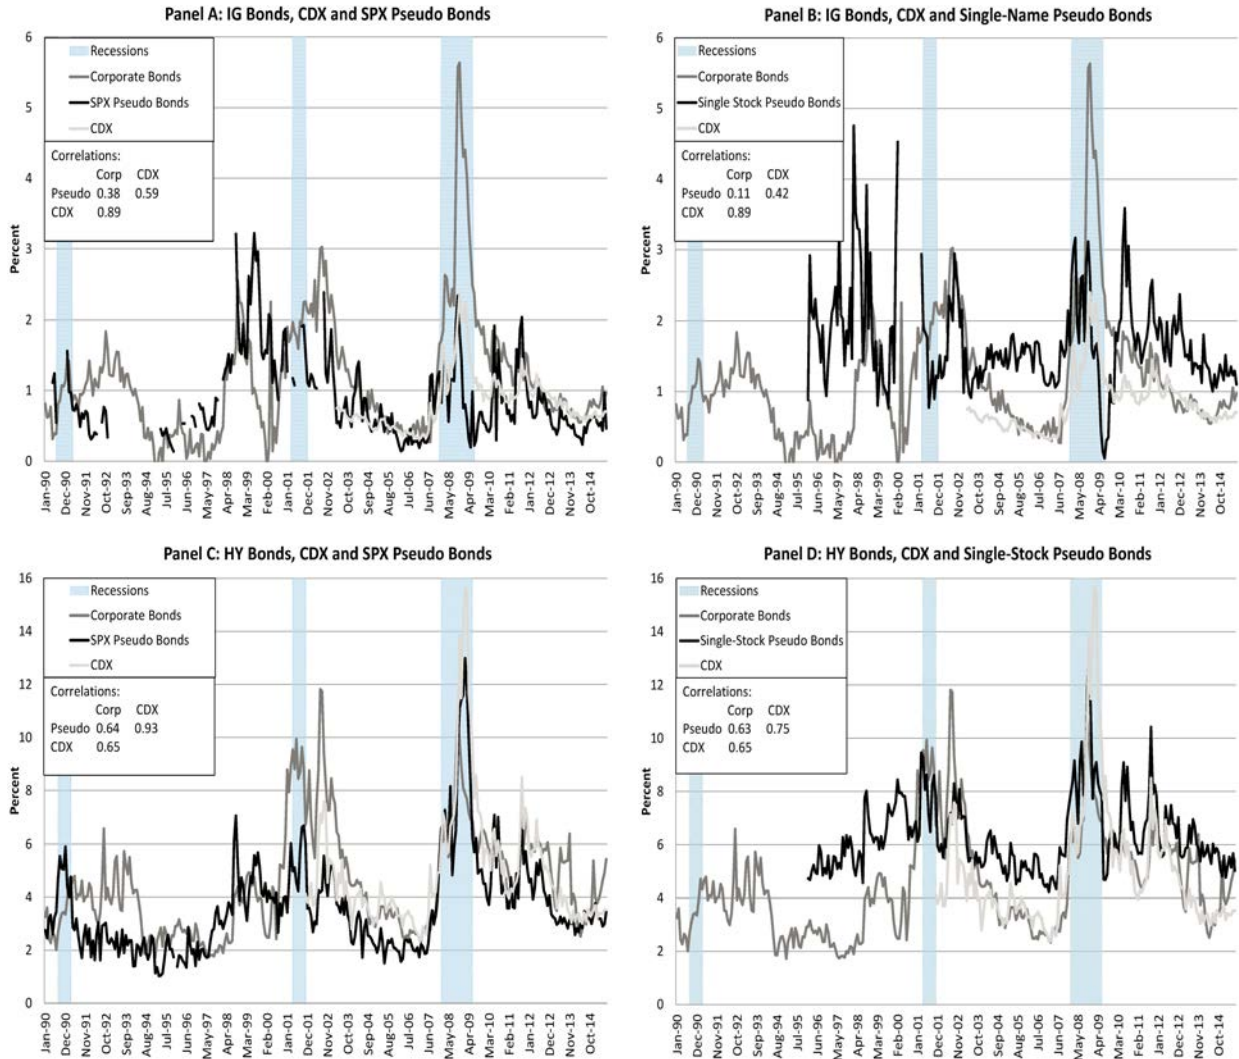 Panel A: IG Bonds, CDX and SPX Pseudo Bonds
6
5
4
3
2
1
0
Percent
Recessions
Corporate Bonds
SPX Pseudo Bonds
CDX
Correlations:
Corp CDX
Pseudo 0.38 0.59
CDX 0.89
Jan-90
Dec-90
Nov-91
Oct-92
Sep-93
Aug-94
Jul-95
Jun-96
May-97
Apr-98
Mar-99
Feb-00
Jan-01
Dec-01
Nov-02
Oct-03
Sep-04
Aug-05
Jul-06
Jun-07
May-08
Apr-09
Mar-10
Feb-11
Jan-12
Dec-12
Nov-13
Oct-14
Panel B: IG Bonds, CDX and Single-Name Pseudo Bonds
6
5
4
3
2
1
0
Percent
Recessions
Corporate Bonds
Single Stock Pseudo Bonds
CDX
Correlations:
Corp CDX
Pseudo 0.11 0.42
CDX 0.89
Jan-90
Dec-90
Nov-91
Oct-92
Sep-93
Aug-94
Jul-95
Jun-96
May-97
Apr-98
Mar-99
Feb-00
Jan-01
Dec-01
Nov-02
Oct-03
Sep-04
Aug-05
Jul-06
Jun-07
May-08
Apr-09
Mar-10
Feb-11
Jan-12
Dec-12
Nov-13
Oct-14
Panel C: HY Bonds, CDX and SPX Pseudo Bonds
16
14
12
10
8
6
4
2
0
Percent
Recessions
Corporate Bonds
SPX Pseudo Bonds
CDX
Correlations:
Corp CDX
Pseudo 0.64 0.93
CDX 0.65
Jan-90
Dec-90
Nov-91
Oct-92
Sep-93
Aug-94
Jul-95
Jun-96
May-97
Apr-98
Mar-99
Feb-00
Jan-01
Dec-01
Nov-02
Oct-03
Sep-04
Aug-05
Jul-06
Jun-07
May-08
Apr-09
Mar-10
Feb-11
Jan-12
Dec-12
Nov-13
Oct-14
Panel D: HY Bonds, CDX and Single-Stock Pseudo Bonds
16
14
12
10
8
6
4
2
0
Percent
Recessions
Corporate Bonds
Single-Stock Pseudo Bonds
CDX
Correlations:
Corp CDX
Pseudo 0.63 0.75
CDX 0.65
Jan-90
Dec-90
Nov-91
Oct-92
Sep-93
Aug-94
Jul-95
Jun-96
May-97
Apr-98
Mar-99
Feb-00
Jan-01
Dec-01
Nov-02
Oct-03
Sep-04
Aug-05
Jul-06
Jun-07
May-08
Apr-09
Mar-10
Feb-11
Jan-12
Dec-12
Nov-13
Oct-14